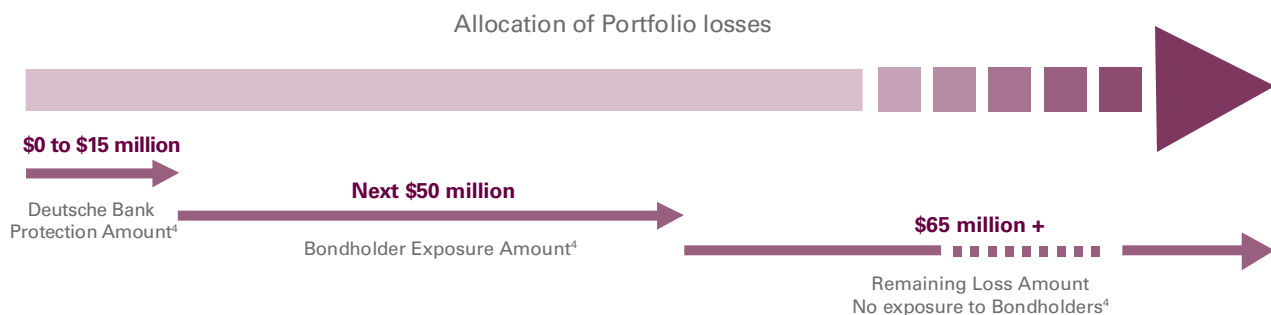 Allocation of Portfolio losses
$0 to $15 million
Deutsche Bank
Protection Amount⁴
Next $50 million
Bondholder Exposure Amount⁴
$65 million +
Remaining Loss Amount
No exposure to Bondholders⁴